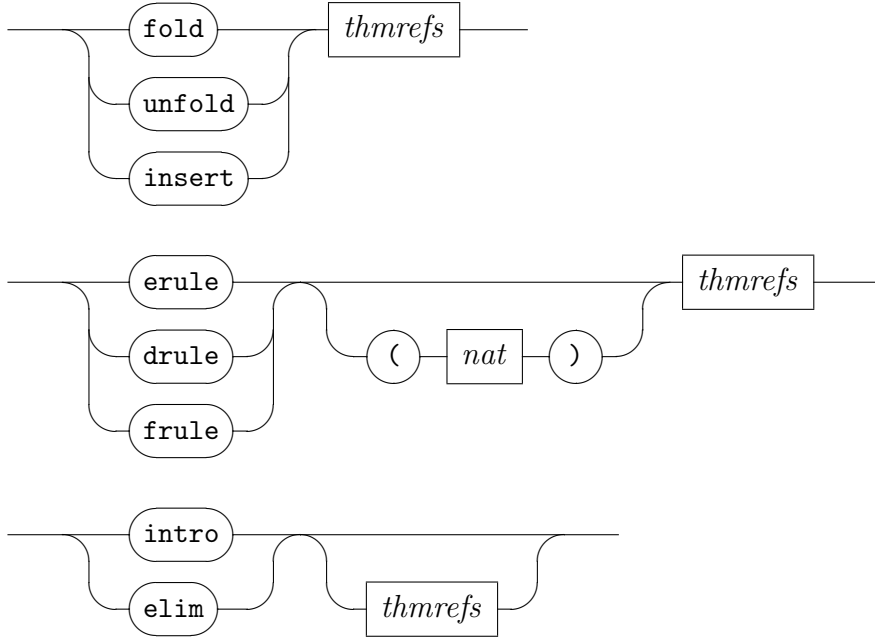 fold thmrefs
unfold
insert
erule thmrefs
drule ( nat )
frule
intro
elim thmrefs